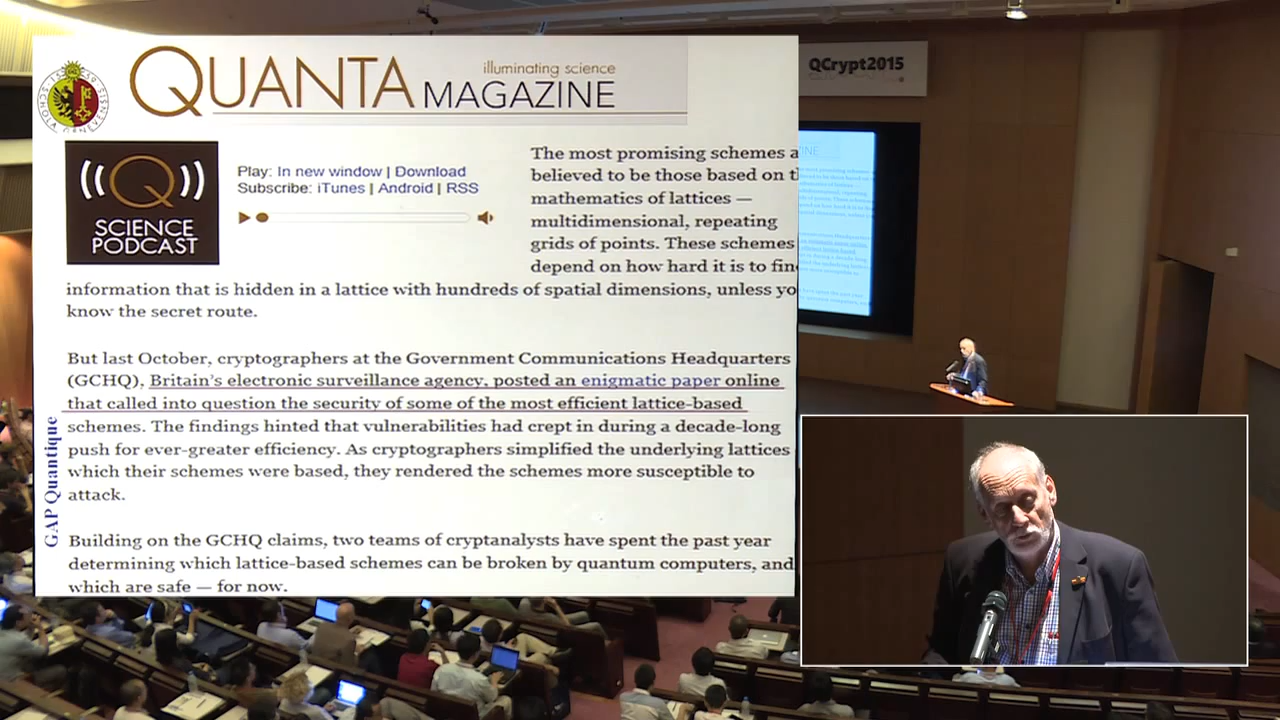 QUANTA MAGAZINE
illuminating science
QCrypt2015
SCIENCE PODCAST
Play: In new window | Download
Subscribe: iTunes | Android | RSS
The most promising schemes a
believed to be those based on t
mathematics of lattices —
multidimensional, repeating
grids of points. These schemes
depend on how hard it is to fin
information that is hidden in a lattice with hundreds of spatial dimensions, unless yo
know the secret route.
But last October, cryptographers at the Government Communications Headquarters
(GCHQ), Britain's electronic surveillance agency, posted an enigmatic paper online
that called into question the security of some of the most efficient lattice-based
schemes. The findings hinted that vulnerabilities had crept in during a decade-long
push for ever-greater efficiency. As cryptographers simplified the underlying lattices
which their schemes were based, they rendered the schemes more susceptible to
attack.
Building on the GCHQ claims, two teams of cryptanalysts have spent the past year
determining which lattice-based schemes can be broken by quantum computers, and
which are safe — for now.
GAP Quantique